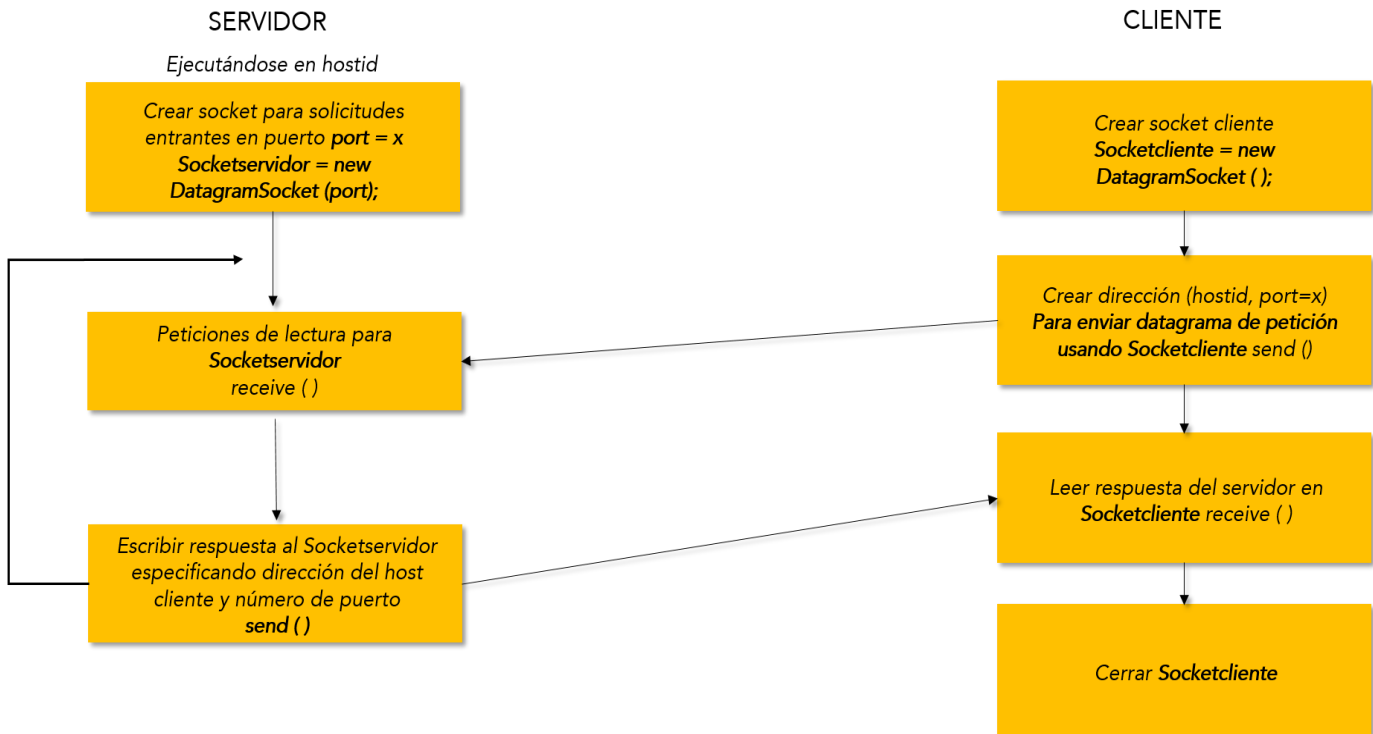 SERVIDOR
Ejecutándose en hostid
Crear socket para solicitudes
entrantes en puerto port = x
Socketservidor = new
DatagramSocket (port);
Peticiones de lectura para
Socketservidor
receive ( )
Escribir respuesta al Socketservidor
especificando dirección del host
cliente y número de puerto
send ( )
CLIENTE
Crear socket cliente
Socketcliente = new
DatagramSocket ( );
Crear dirección (hostid, port=x)
Para enviar datagrama de petición
usando Socketcliente send ()
Leer respuesta del servidor en
Socketcliente receive ( )
Cerrar Socketcliente